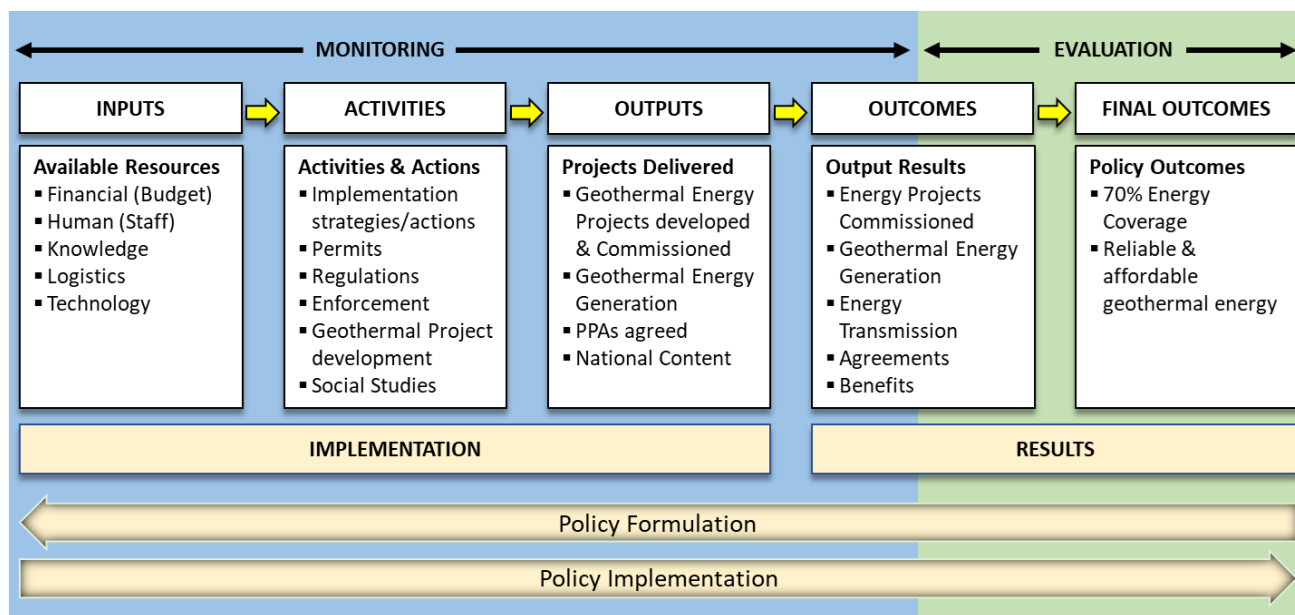 MONITORING
EVALUATION
INPUTS
ACTIVITIES
OUTPUTS
OUTCOMES
FINAL OUTCOMES
Available Resources
▪ Financial (Budget)
▪ Human (Staff)
▪ Knowledge
▪ Logistics
▪ Technology
Activities & Actions
▪ Implementation
strategies/actions
▪ Permits
▪ Regulations
▪ Enforcement
▪ Geothermal Project
development
▪ Social Studies
Projects Delivered
▪ Geothermal Energy
Projects developed
& Commissioned
▪ Geothermal Energy
Generation
▪ PPAs agreed
▪ National Content
Output Results
▪ Energy Projects
Commissioned
▪ Geothermal Energy
Generation
▪ Energy
Transmission
▪ Agreements
▪ Benefits
Policy Outcomes
▪ 70% Energy
Coverage
▪ Reliable &
affordable
geothermal energy
IMPLEMENTATION
RESULTS
Policy Formulation
Policy Implementation